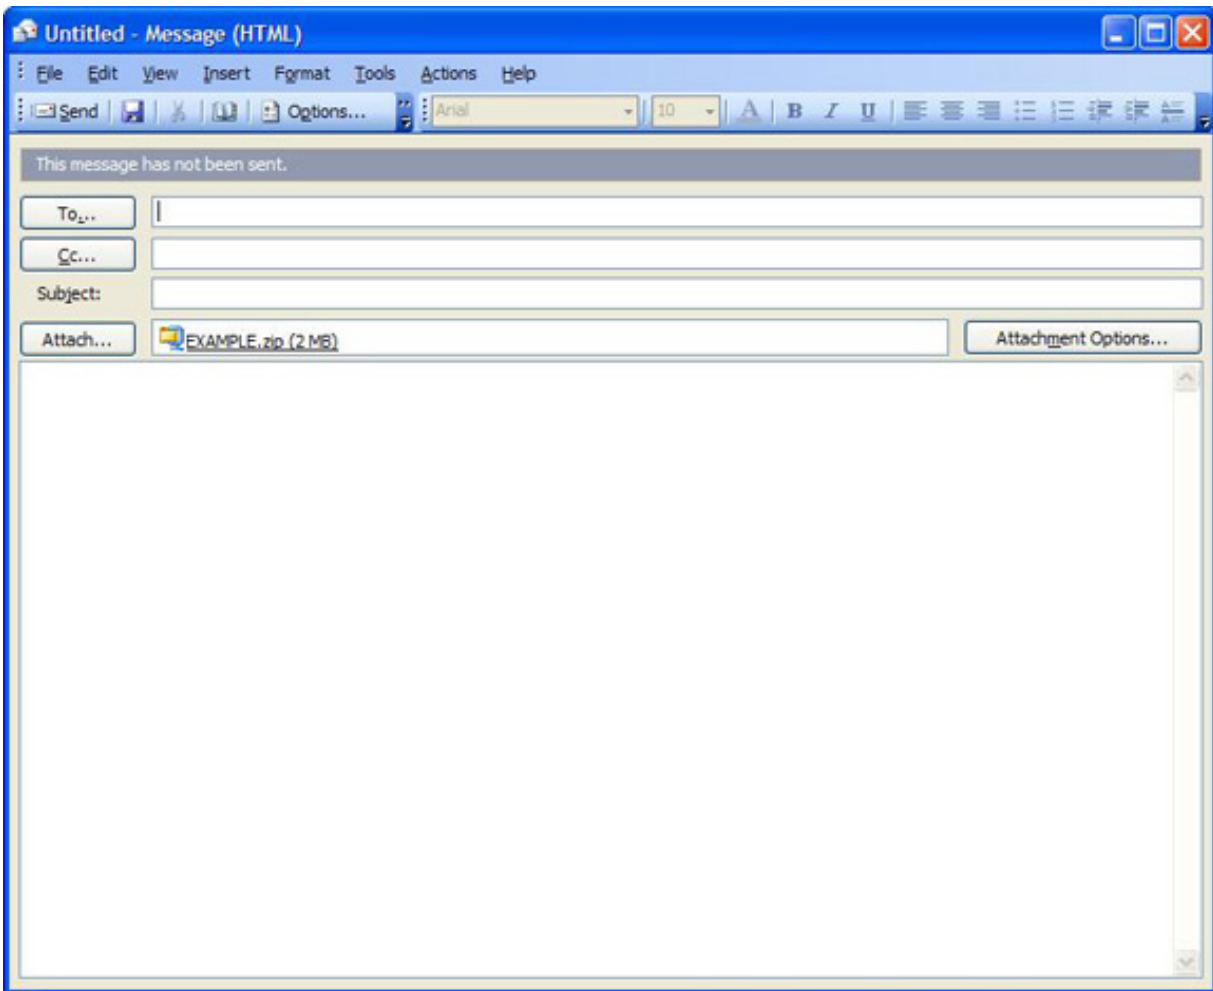 Untitled - Message (HTML)
File Edit View Insert Format Tools Actions Help
Send Options... Arial 10 A B I U
This message has not been sent.
To...
Cc...
Subject:
Attach... EXAMPLE.zip (2 MB) Attachment Options...